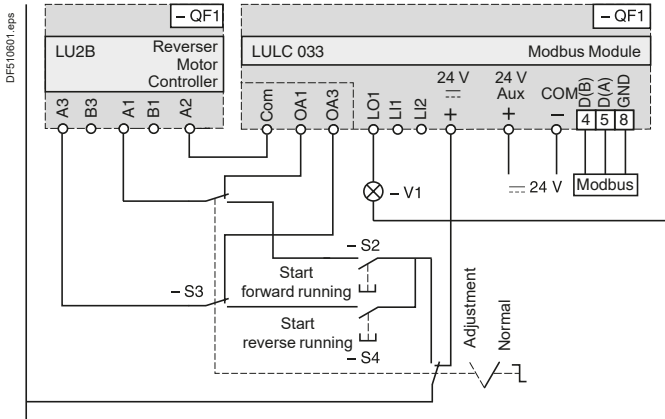 DF510601.eps
– QF1
LU2B
Reverser
Motor
Controller
A3
B3
A1
B1
A2
– QF1
LULC 033
Modbus Module
Com
OA1
OA3
LO1
LI1
LI2
24 V
+
24 V
Aux
+
COM
–
D(B)
D(A)
GND
4 5 8
Modbus
24 V
– V1
– S2
Start
forward running
– S3
Start
reverse running
– S4
Adjustment
Normal